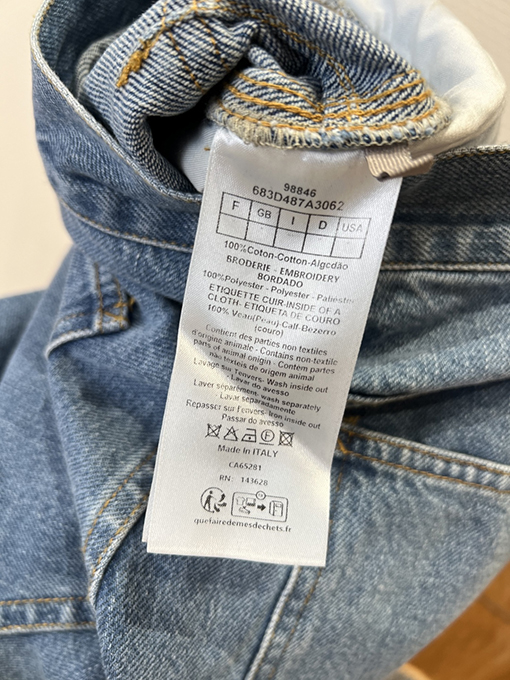 98846
683D487A3062
F GB I D USA
100%Coton-Cotton-Algodão
BRODERIE - EMBROIDERY
BORDADO
100%Polyester - Polyester - Poliéster
ETIQUETTE CUIR-INSIDE OF A
CLOTH- ETIQUETA DE COURO
(couro)
100% Veau(Peau)-Calf-Bezerro
Contient des parties non textiles
d'origine animale - Contains non-textile
parts of animal origin - Contem partes
não texteis de origem animal
Lavage sur l'envers- Wash inside out
- Lavar do avesso
Laver séparément, wash separately
- Lavar separadamente
Repasser sur l'envers- Iron inside out
Passar do avesso
Made in ITALY
CA65281
RN: 143628
quefairedemesdechets.fr